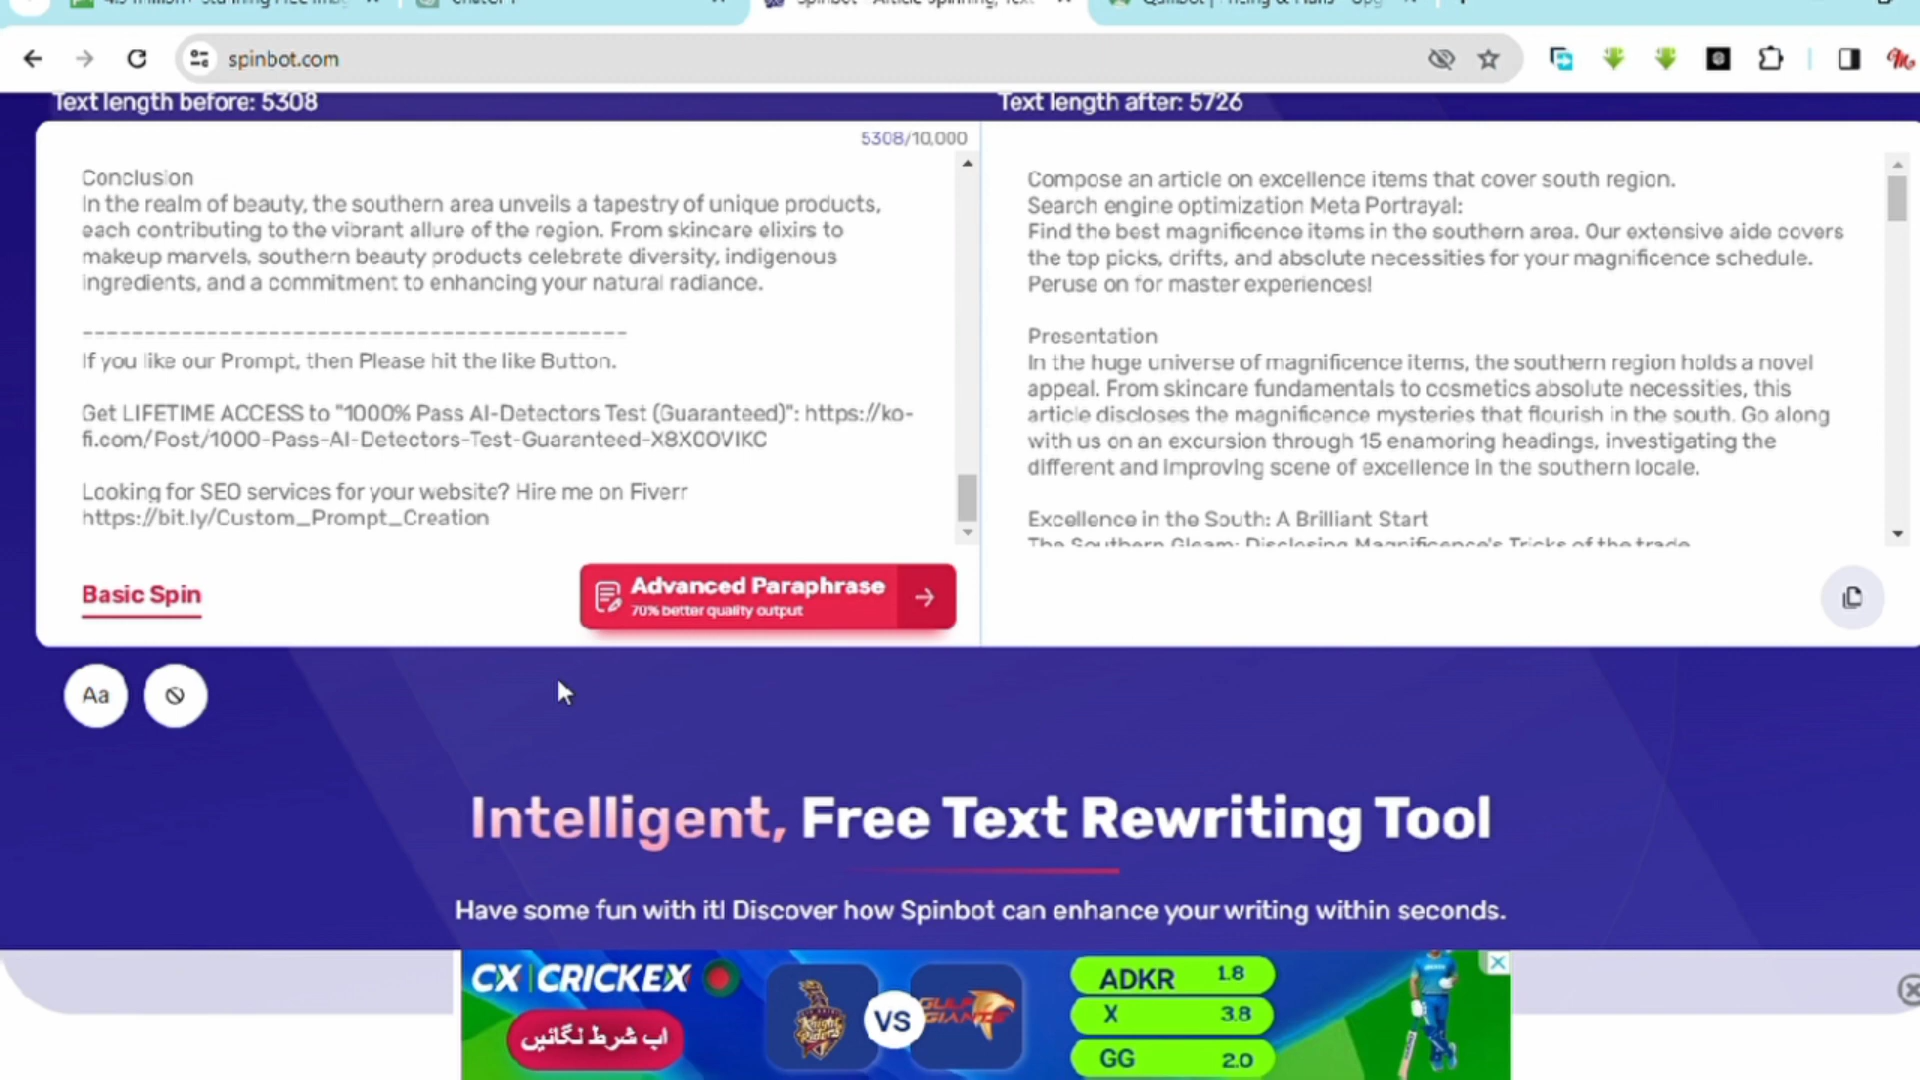 spinbot.com
Text length before: 5308
Text length after: 5726
5308/10,000
Conclusion
In the realm of beauty, the southern area unveils a tapestry of unique products,
each contributing to the vibrant allure of the region. From skincare elixirs to
makeup marvels, southern beauty products celebrate diversity, indigenous
ingredients, and a commitment to enhancing your natural radiance.
--------------------------------------------
If you like our Prompt, then Please hit the like Button.
Get LIFETIME ACCESS to "1000% Pass AI-Detectors Test (Guaranteed)": https://ko-
fi.com/Post/1000-Pass-AI-Detectors-Test-Guaranteed-X8X0OVIKC
Looking for SEO services for your website? Hire me on Fiverr
https://bit.ly/Custom_Prompt_Creation
Basic Spin
Advanced Paraphrase
70% better quality output
Compose an article on excellence items that cover south region.
Search engine optimization Meta Portrayal:
Find the best magnificence items in the southern area. Our extensive aide covers
the top picks, drifts, and absolute necessities for your magnificence schedule.
Peruse on for master experiences!
Presentation
In the huge universe of magnificence items, the southern region holds a novel
appeal. From skincare fundamentals to cosmetics absolute necessities, this
article discloses the magnificence mysteries that flourish in the south. Go along
with us on an excursion through 15 enamoring headings, investigating the
different and improving scene of excellence in the southern locale.
Excellence in the South: A Brilliant Start
The Southern Gleam: Disclosing Magnificence's Tricks of the trade
Aa
Intelligent, Free Text Rewriting Tool
Have some fun with it! Discover how Spinbot can enhance your writing within seconds.
CX CRICKEX
اب شرط لگائیں
Knight Riders
VS
GULF GIANTS
ADKR 1.8
X 3.8
GG 2.0